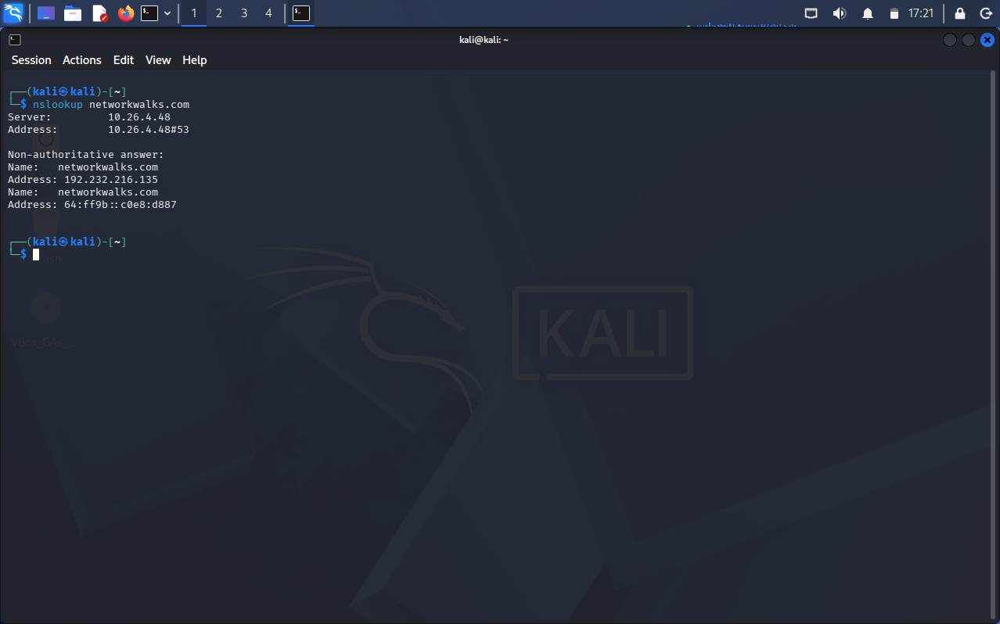 1 2 3 4 17:21
kali@kali: ~
Session Actions Edit View Help
┌──(kali㉿kali)-[~]
└─$ nslookup networkwalks.com
Server:         10.26.4.48
Address:        10.26.4.48#53
Non-authoritative answer:
Name:   networkwalks.com
Address: 192.232.216.135
Name:   networkwalks.com
Address: 64:ff9b::c0e8:d887
┌──(kali㉿kali)-[~]
└─$
KALI
VBox_GAs_...